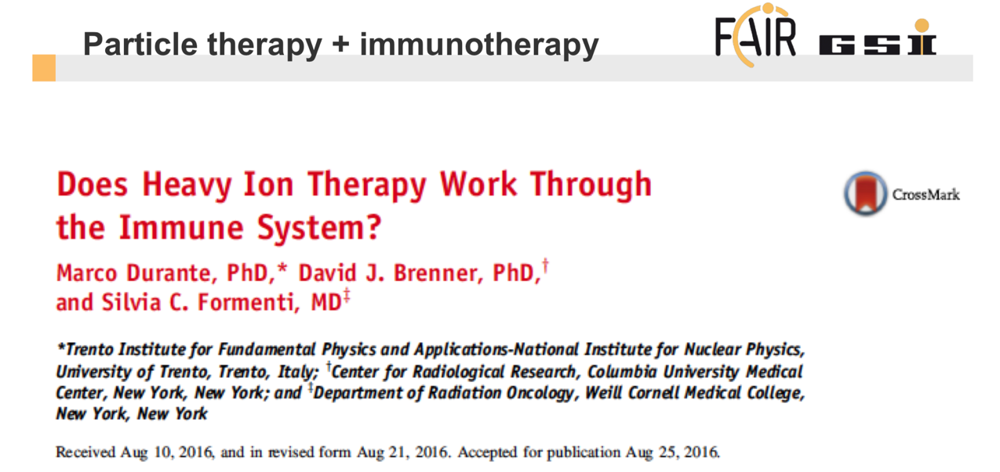 Particle therapy + immunotherapy
FAIR GSI
Does Heavy Ion Therapy Work Through
the Immune System?
CrossMark
Marco Durante, PhD,* David J. Brenner, PhD,†
and Silvia C. Formenti, MD‡
*Trento Institute for Fundamental Physics and Applications-National Institute for Nuclear Physics,
University of Trento, Trento, Italy; †Center for Radiological Research, Columbia University Medical
Center, New York, New York; and ‡Department of Radiation Oncology, Weill Cornell Medical College,
New York, New York
Received Aug 10, 2016, and in revised form Aug 21, 2016. Accepted for publication Aug 25, 2016.